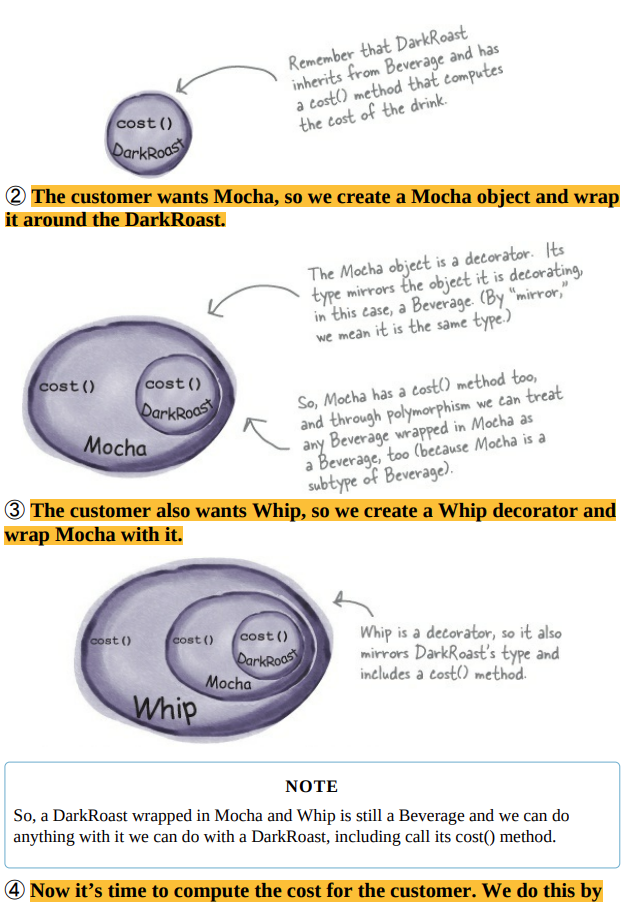 Remember that DarkRoast
inherits from Beverage and has
a cost() method that computes
the cost of the drink.
cost()
DarkRoast
② The customer wants Mocha, so we create a Mocha object and wrap
it around the DarkRoast.
The Mocha object is a decorator. Its
type mirrors the object it is decorating,
in this case, a Beverage. (By “mirror,”
we mean it is the same type.)
cost()
cost()
DarkRoast
Mocha
So, Mocha has a cost() method too,
and through polymorphism we can treat
any Beverage wrapped in Mocha as
a Beverage, too (because Mocha is a
subtype of Beverage).
③ The customer also wants Whip, so we create a Whip decorator and
wrap Mocha with it.
cost()
cost()
cost()
DarkRoast
Mocha
Whip
Whip is a decorator, so it also
mirrors DarkRoast's type and
includes a cost() method.
NOTE
So, a DarkRoast wrapped in Mocha and Whip is still a Beverage and we can do
anything with it we can do with a DarkRoast, including call its cost() method.
④ Now it’s time to compute the cost for the customer. We do this by